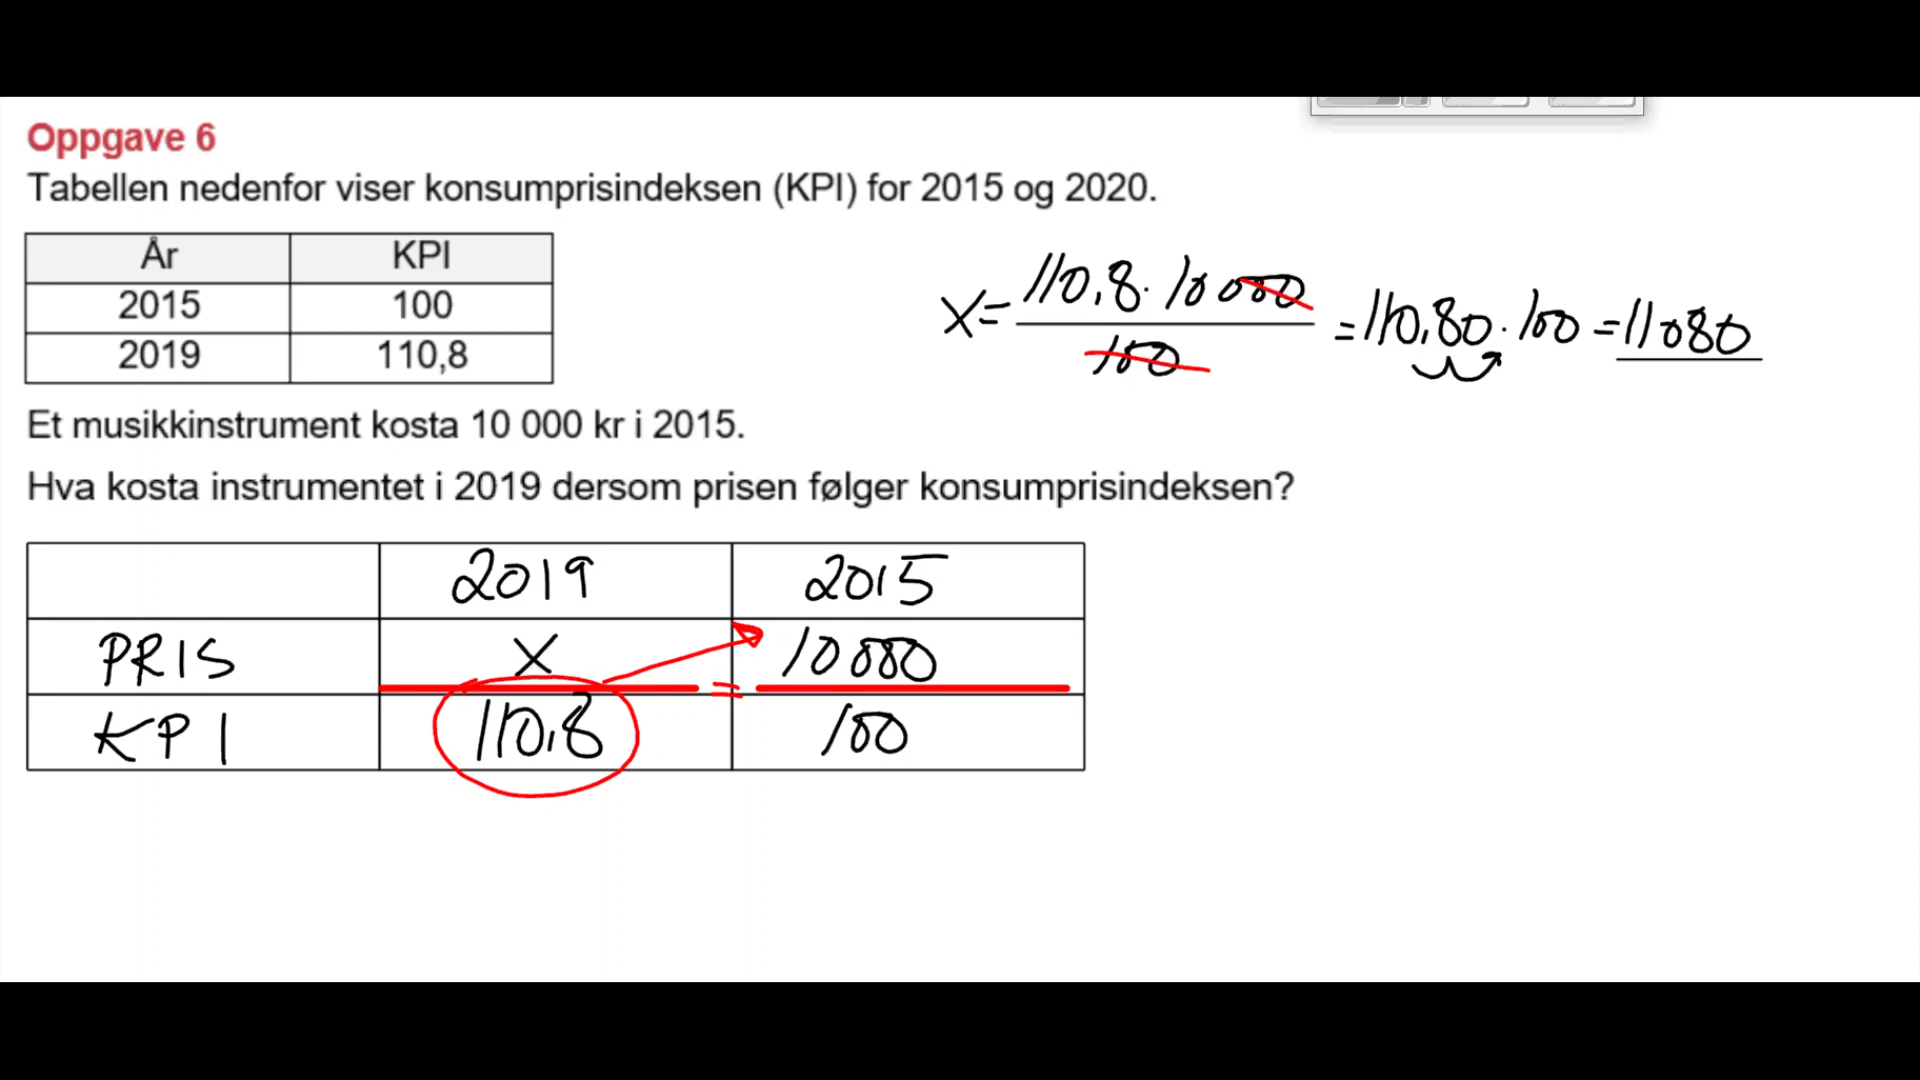 Oppgave 6
Tabellen nedenfor viser konsumprisindeksen (KPI) for 2015 og 2020.
År KPI
2015 100
2019 110,8
x = 110,8 · 10 000 / 100 = 110,80 · 100 = 11 080
Et musikkinstrument kosta 10 000 kr i 2015.
Hva kosta instrumentet i 2019 dersom prisen følger konsumprisindeksen?
2019 2015
PRIS X = 10 000
KPI 110,8 100